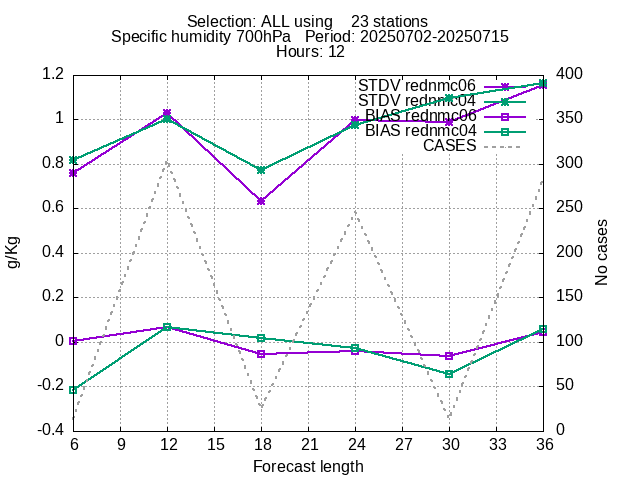 Selection: ALL using 23 stations
Specific humidity 700hPa Period: 20250702-20250715
Hours: 12
STDV rednmc06
STDV rednmc04
BIAS rednmc06
BIAS rednmc04
CASES
1.2
1
0.8
0.6
0.4
0.2
0
-0.2
-0.4
g/Kg
400
350
300
250
200
150
100
50
0
No cases
6 9 12 15 18 21 24 27 30 33 36
Forecast length